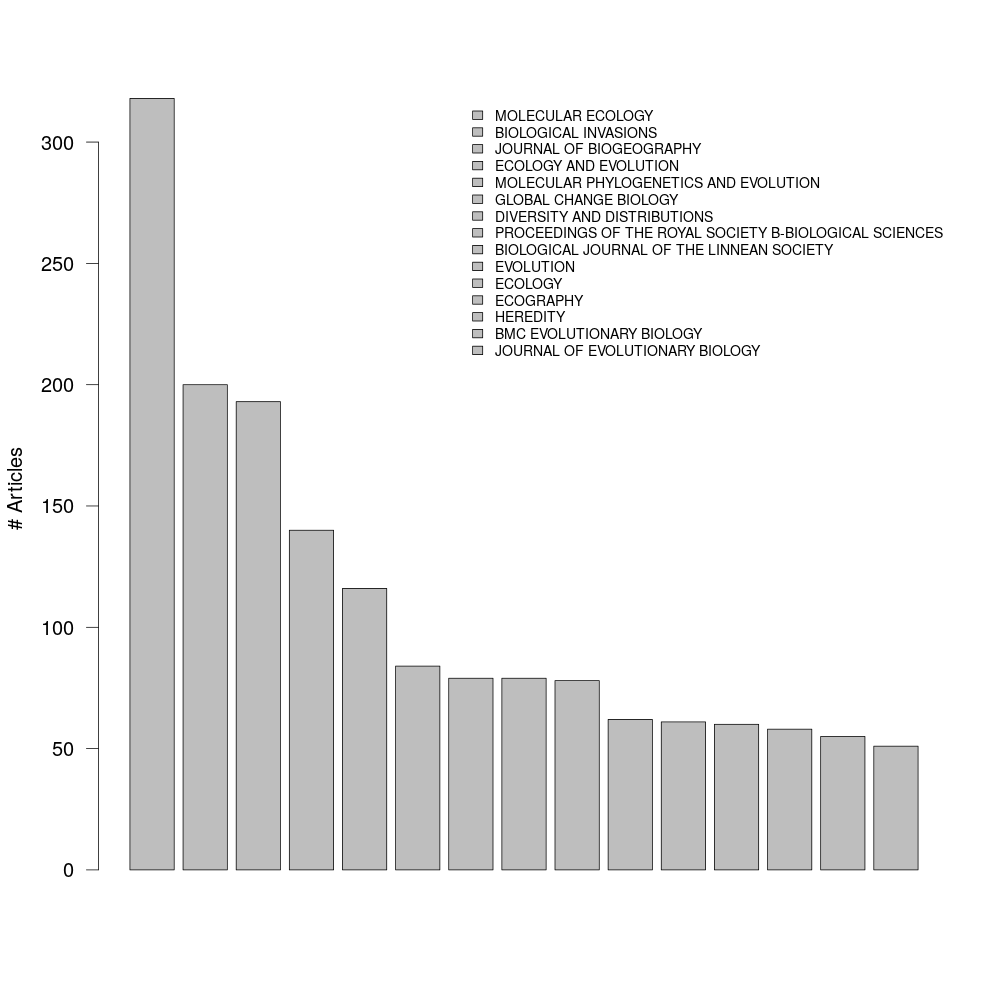 MOLECULAR ECOLOGY
BIOLOGICAL INVASIONS
JOURNAL OF BIOGEOGRAPHY
ECOLOGY AND EVOLUTION
MOLECULAR PHYLOGENETICS AND EVOLUTION
GLOBAL CHANGE BIOLOGY
DIVERSITY AND DISTRIBUTIONS
PROCEEDINGS OF THE ROYAL SOCIETY B-BIOLOGICAL SCIENCES
BIOLOGICAL JOURNAL OF THE LINNEAN SOCIETY
EVOLUTION
ECOLOGY
ECOGRAPHY
HEREDITY
BMC EVOLUTIONARY BIOLOGY
JOURNAL OF EVOLUTIONARY BIOLOGY
300
250
200
150
100
50
0
# Articles